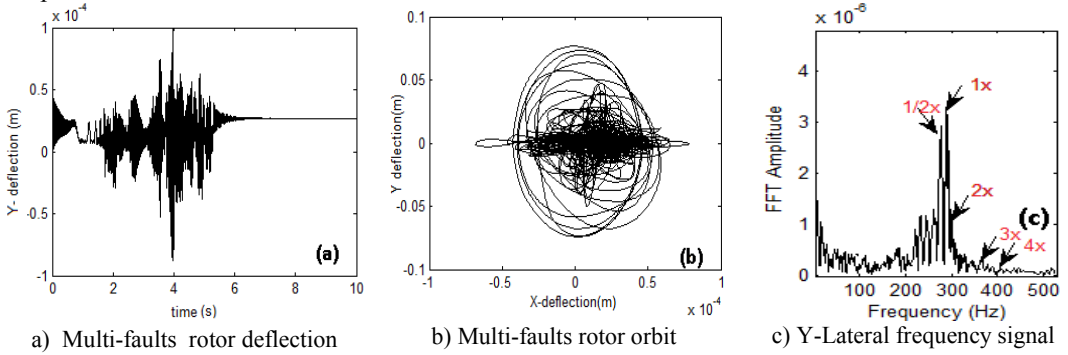 x 10⁻⁴
1
0.5
0
-0.5
-1
0 2 4 6 8 10
Y- deflection (m)
time (s)
(a)
a) Multi-faults rotor deflection
0.1
0.05
0
-0.05
-0.1
-1 -0.5 0 0.5 1
x 10⁻⁴
Y deflection(m)
X-deflection(m)
(b)
b) Multi-faults rotor orbit
x 10⁻⁶
4
3
2
1
0
100 200 300 400 500
FFT Amplitude
Frequency (Hz)
1/2x
1x
2x
3x
4x
(c)
c) Y-Lateral frequency signal